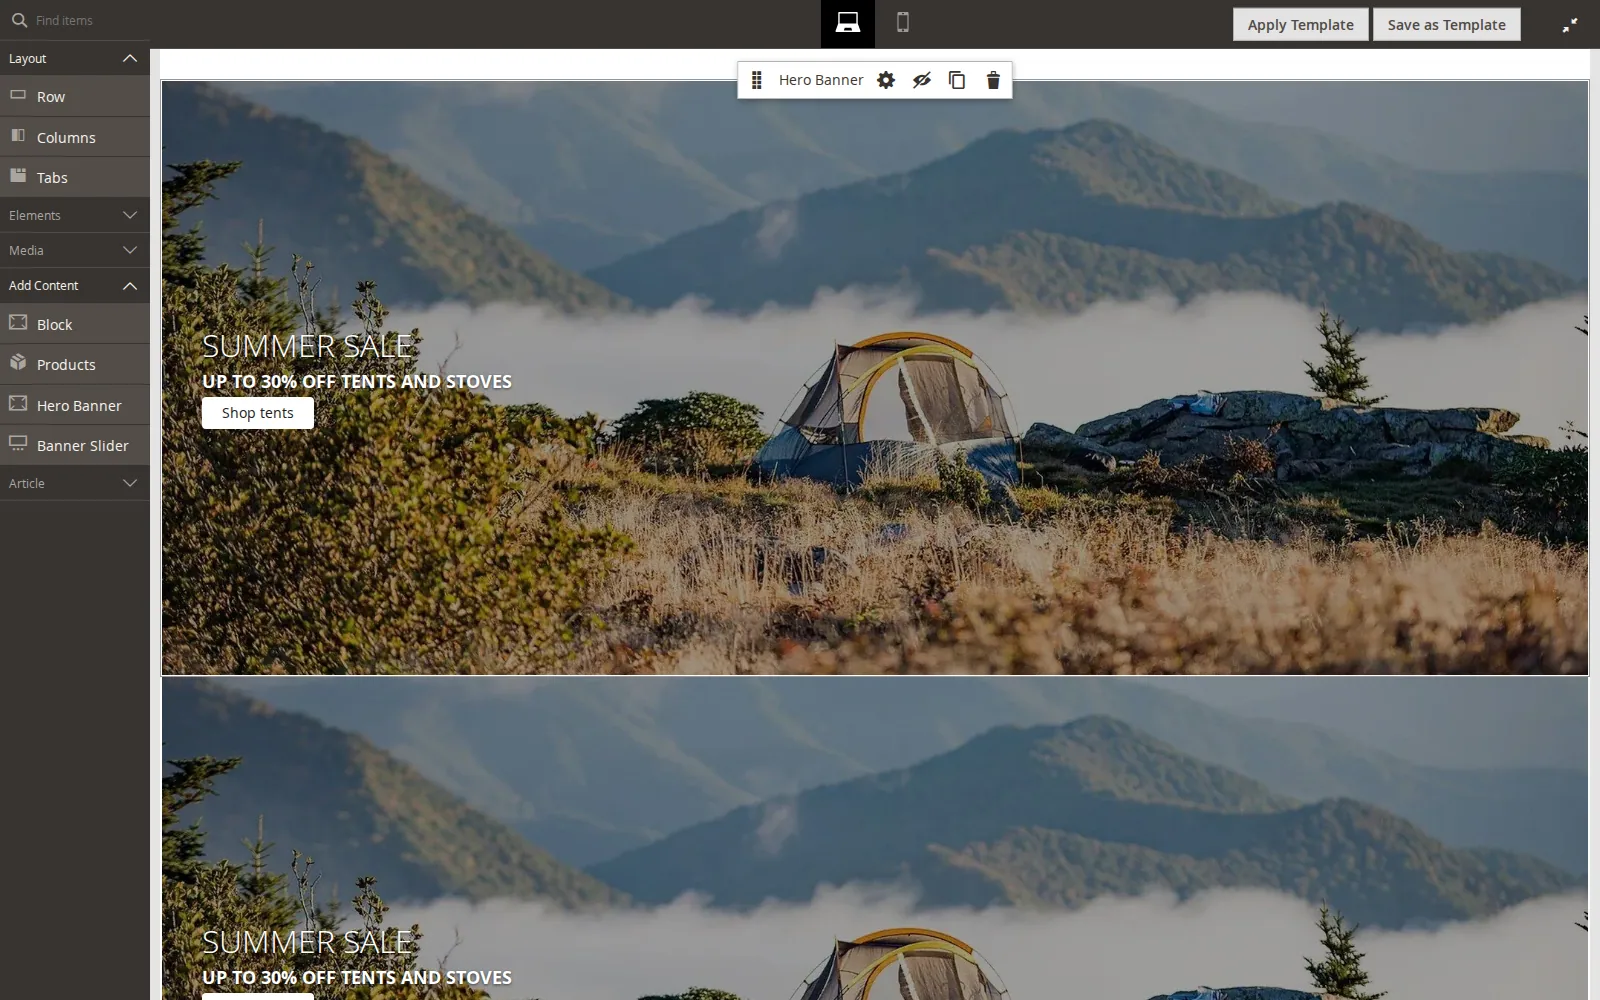 Find items
Apply Template
Save as Template
Layout
Row
Columns
Tabs
Elements
Media
Add Content
Block
Products
Hero Banner
Banner Slider
Article
Hero Banner
SUMMER SALE
UP TO 30% OFF TENTS AND STOVES
Shop tents
SUMMER SALE
UP TO 30% OFF TENTS AND STOVES